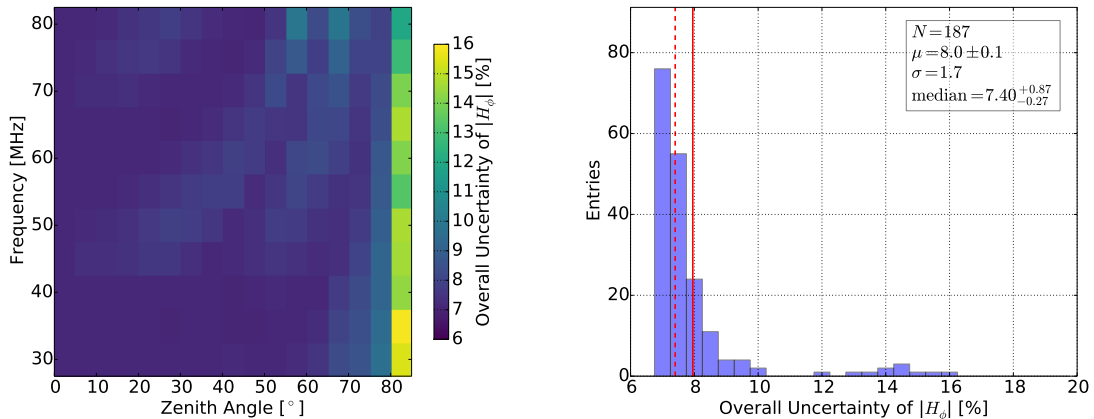 80
70
60
50
40
30
Frequency [MHz]
0 10 20 30 40 50 60 70 80
Zenith Angle [°]
16
15
14
13
12
11
10
9
8
7
6
Overall Uncertainty of |H_ϕ| [%]
80
60
40
20
0
Entries
6 8 10 12 14 16 18 20
Overall Uncertainty of |H_ϕ| [%]
N=187
μ=8.0±0.1
σ=1.7
median=7.40 +0.87 −0.27